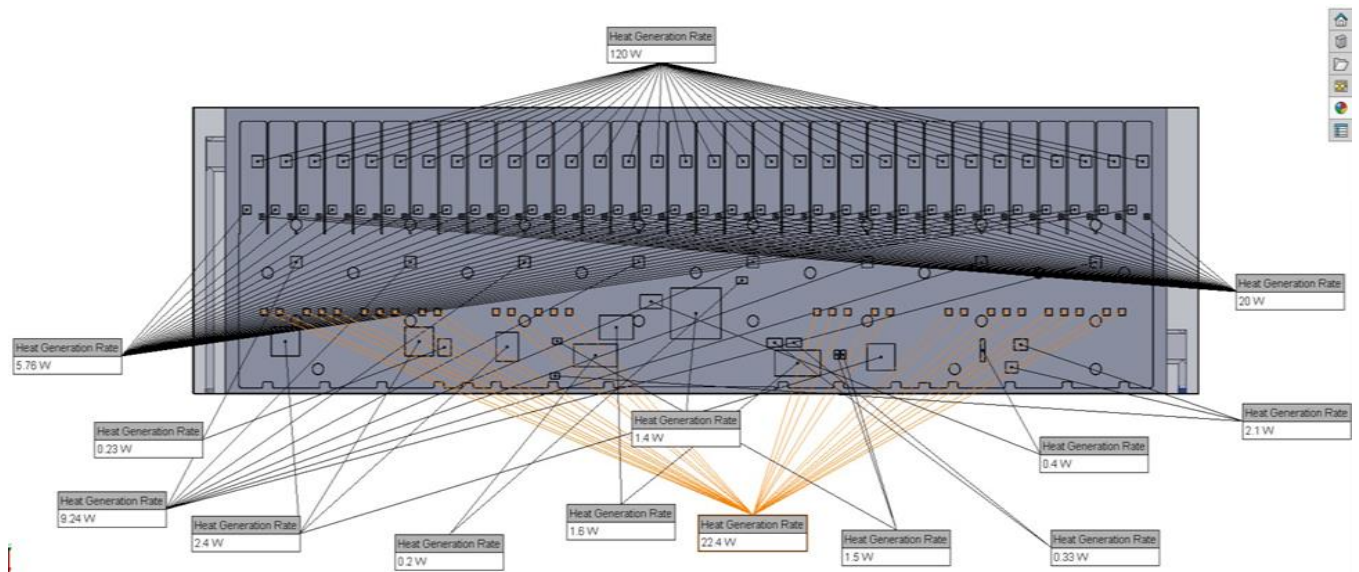 Heat Generation Rate
120 W
Heat Generation Rate
20 W
Heat Generation Rate
5.76 W
Heat Generation Rate
0.23 W
Heat Generation Rate
1.4 W
Heat Generation Rate
2.1 W
Heat Generation Rate
0.4 W
Heat Generation Rate
9.24 W
Heat Generation Rate
2.4 W
Heat Generation Rate
0.2 W
Heat Generation Rate
1.6 W
Heat Generation Rate
22.4 W
Heat Generation Rate
1.5 W
Heat Generation Rate
0.33 W